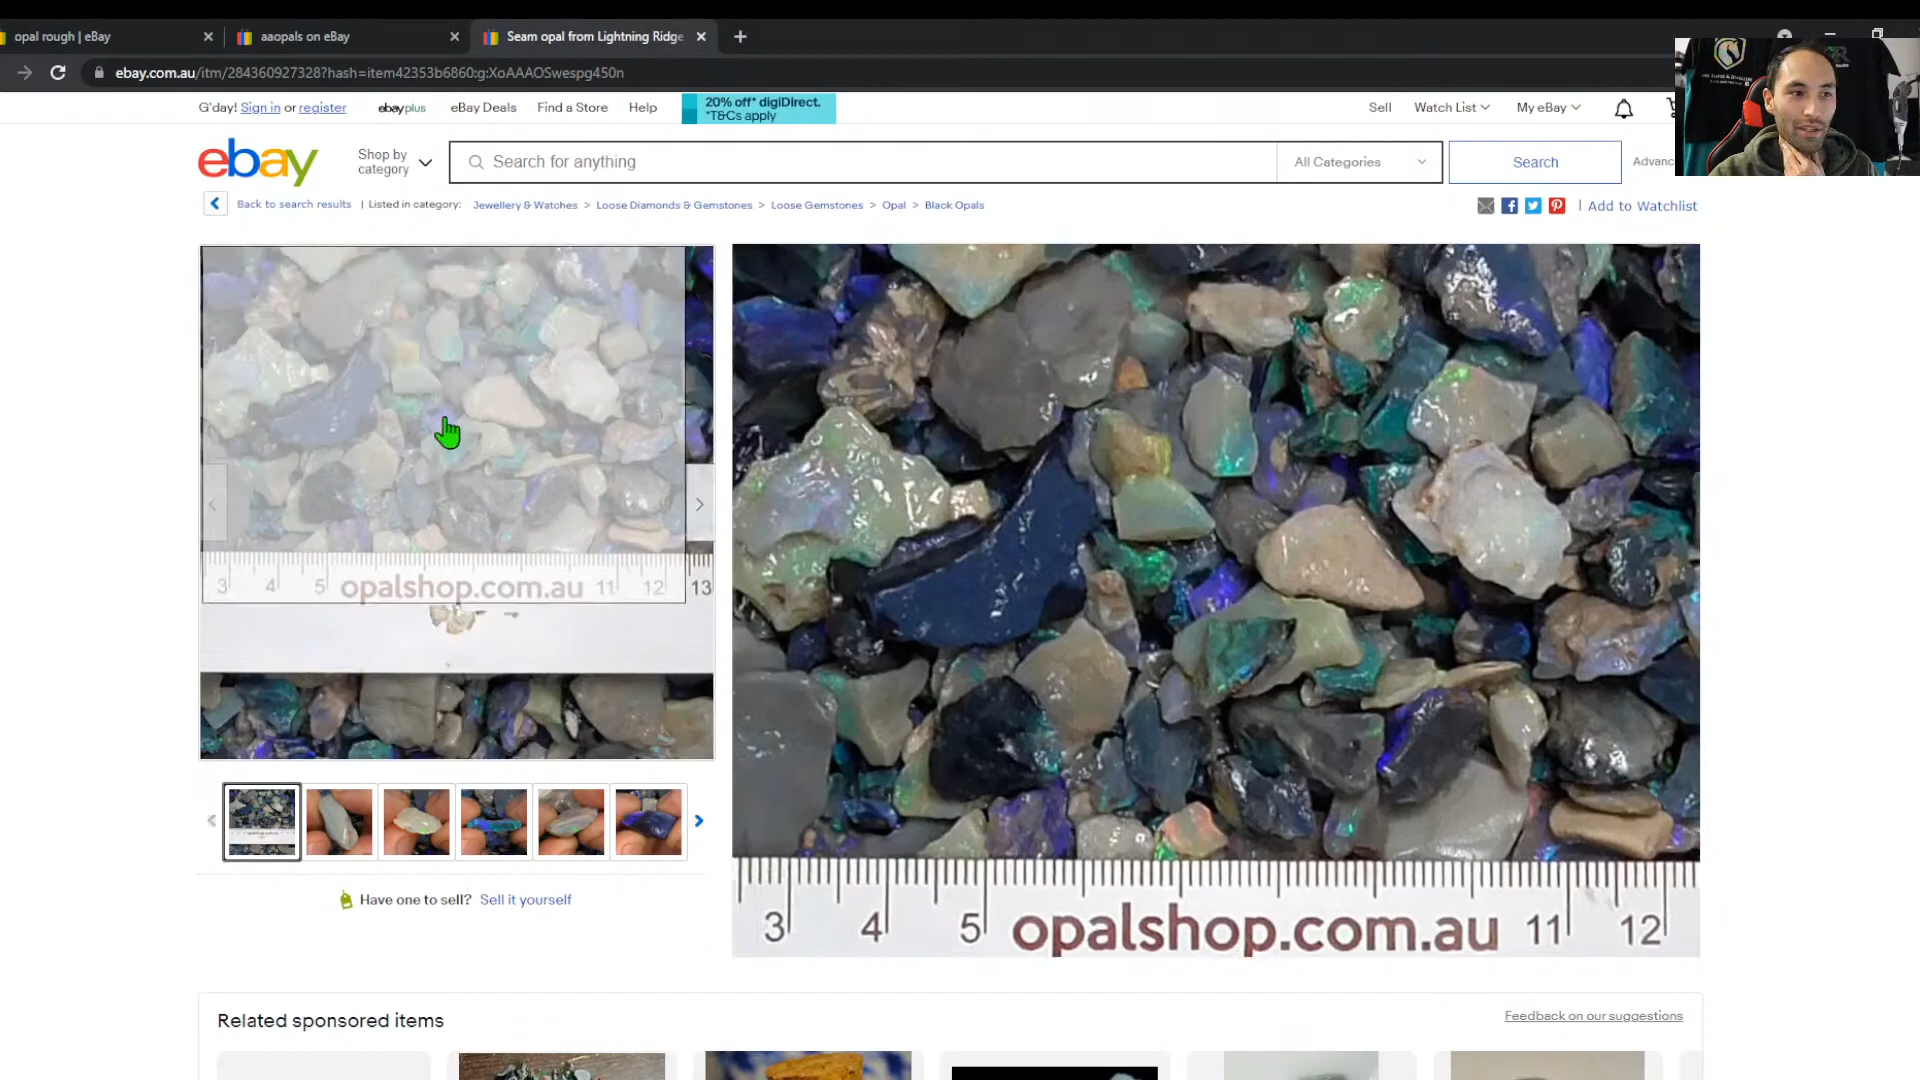 opal rough | eBay
aaopals on eBay
Seam opal from Lightning Ridge
ebay.com.au/itm/284360927328?hash=item42353b6860:g:XoAAAOSwespg450n
G'day! Sign in or register
ebayplus
eBay Deals
Find a Store
Help
20% off* digiDirect.
*T&Cs apply
Sell
Watch List
My eBay
ebay
Shop by
category
Search for anything
All Categories
Search
Back to search results | Listed in category: Jewellery & Watches > Loose Diamonds & Gemstones > Loose Gemstones > Opal > Black Opals
| Add to Watchlist
3 4 5 opalshop.com.au 11 12 13
3 4 5 opalshop.com.au 11 12
Have one to sell? Sell it yourself
Related sponsored items
Feedback on our suggestions